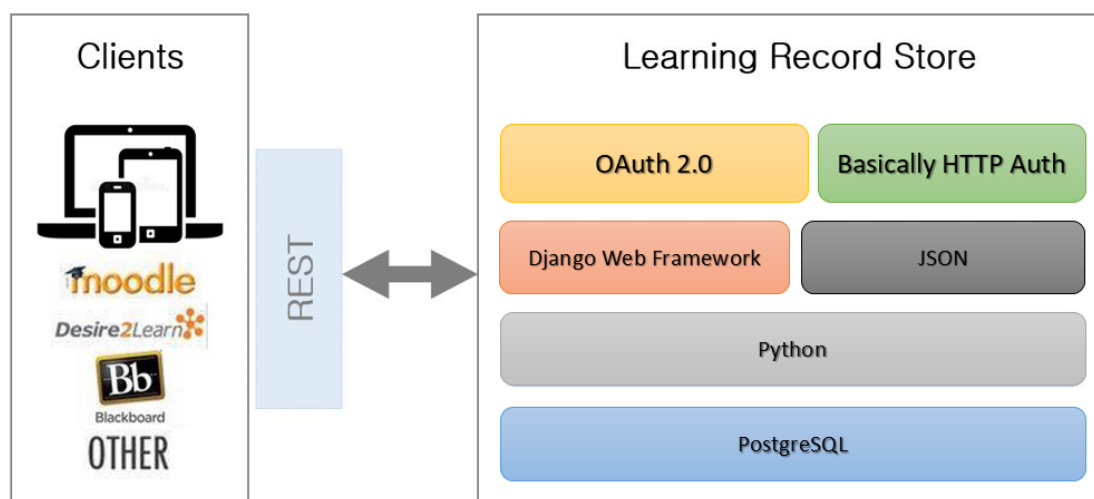 Clients
moodle
Desire2Learn
Bb
Blackboard
OTHER
REST
Learning Record Store
OAuth 2.0
Basically HTTP Auth
Django Web Framework
JSON
Python
PostgreSQL